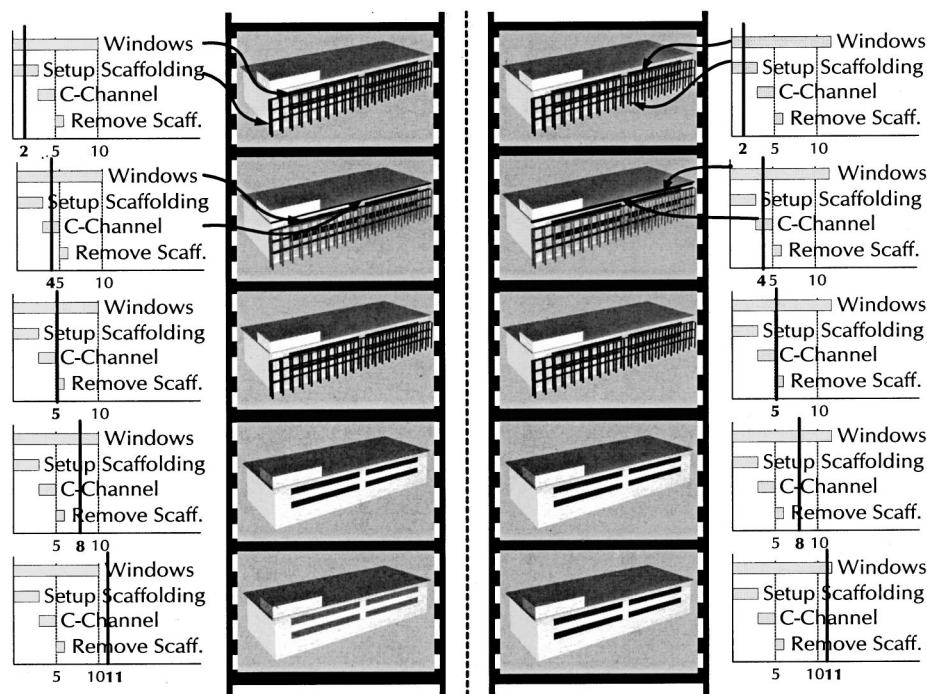 Windows
Setup Scaffolding
C-Channel
Remove Scaff.
2 5 10
Windows
Setup Scaffolding
C-Channel
Remove Scaff.
4 5 10
Windows
Setup Scaffolding
C-Channel
Remove Scaff.
5 10
Windows
Setup Scaffolding
C-Channel
Remove Scaff.
5 8 10
Windows
Setup Scaffolding
C-Channel
Remove Scaff.
5 10 11
Windows
Setup Scaffolding
C-Channel
Remove Scaff.
2 5 10
Windows
Setup Scaffolding
C-Channel
Remove Scaff.
4 5 10
Windows
Setup Scaffolding
C-Channel
Remove Scaff.
5 10
Windows
Setup Scaffolding
C-Channel
Remove Scaff.
5 8 10
Windows
Setup Scaffolding
C-Channel
Remove Scaff.
5 10 11